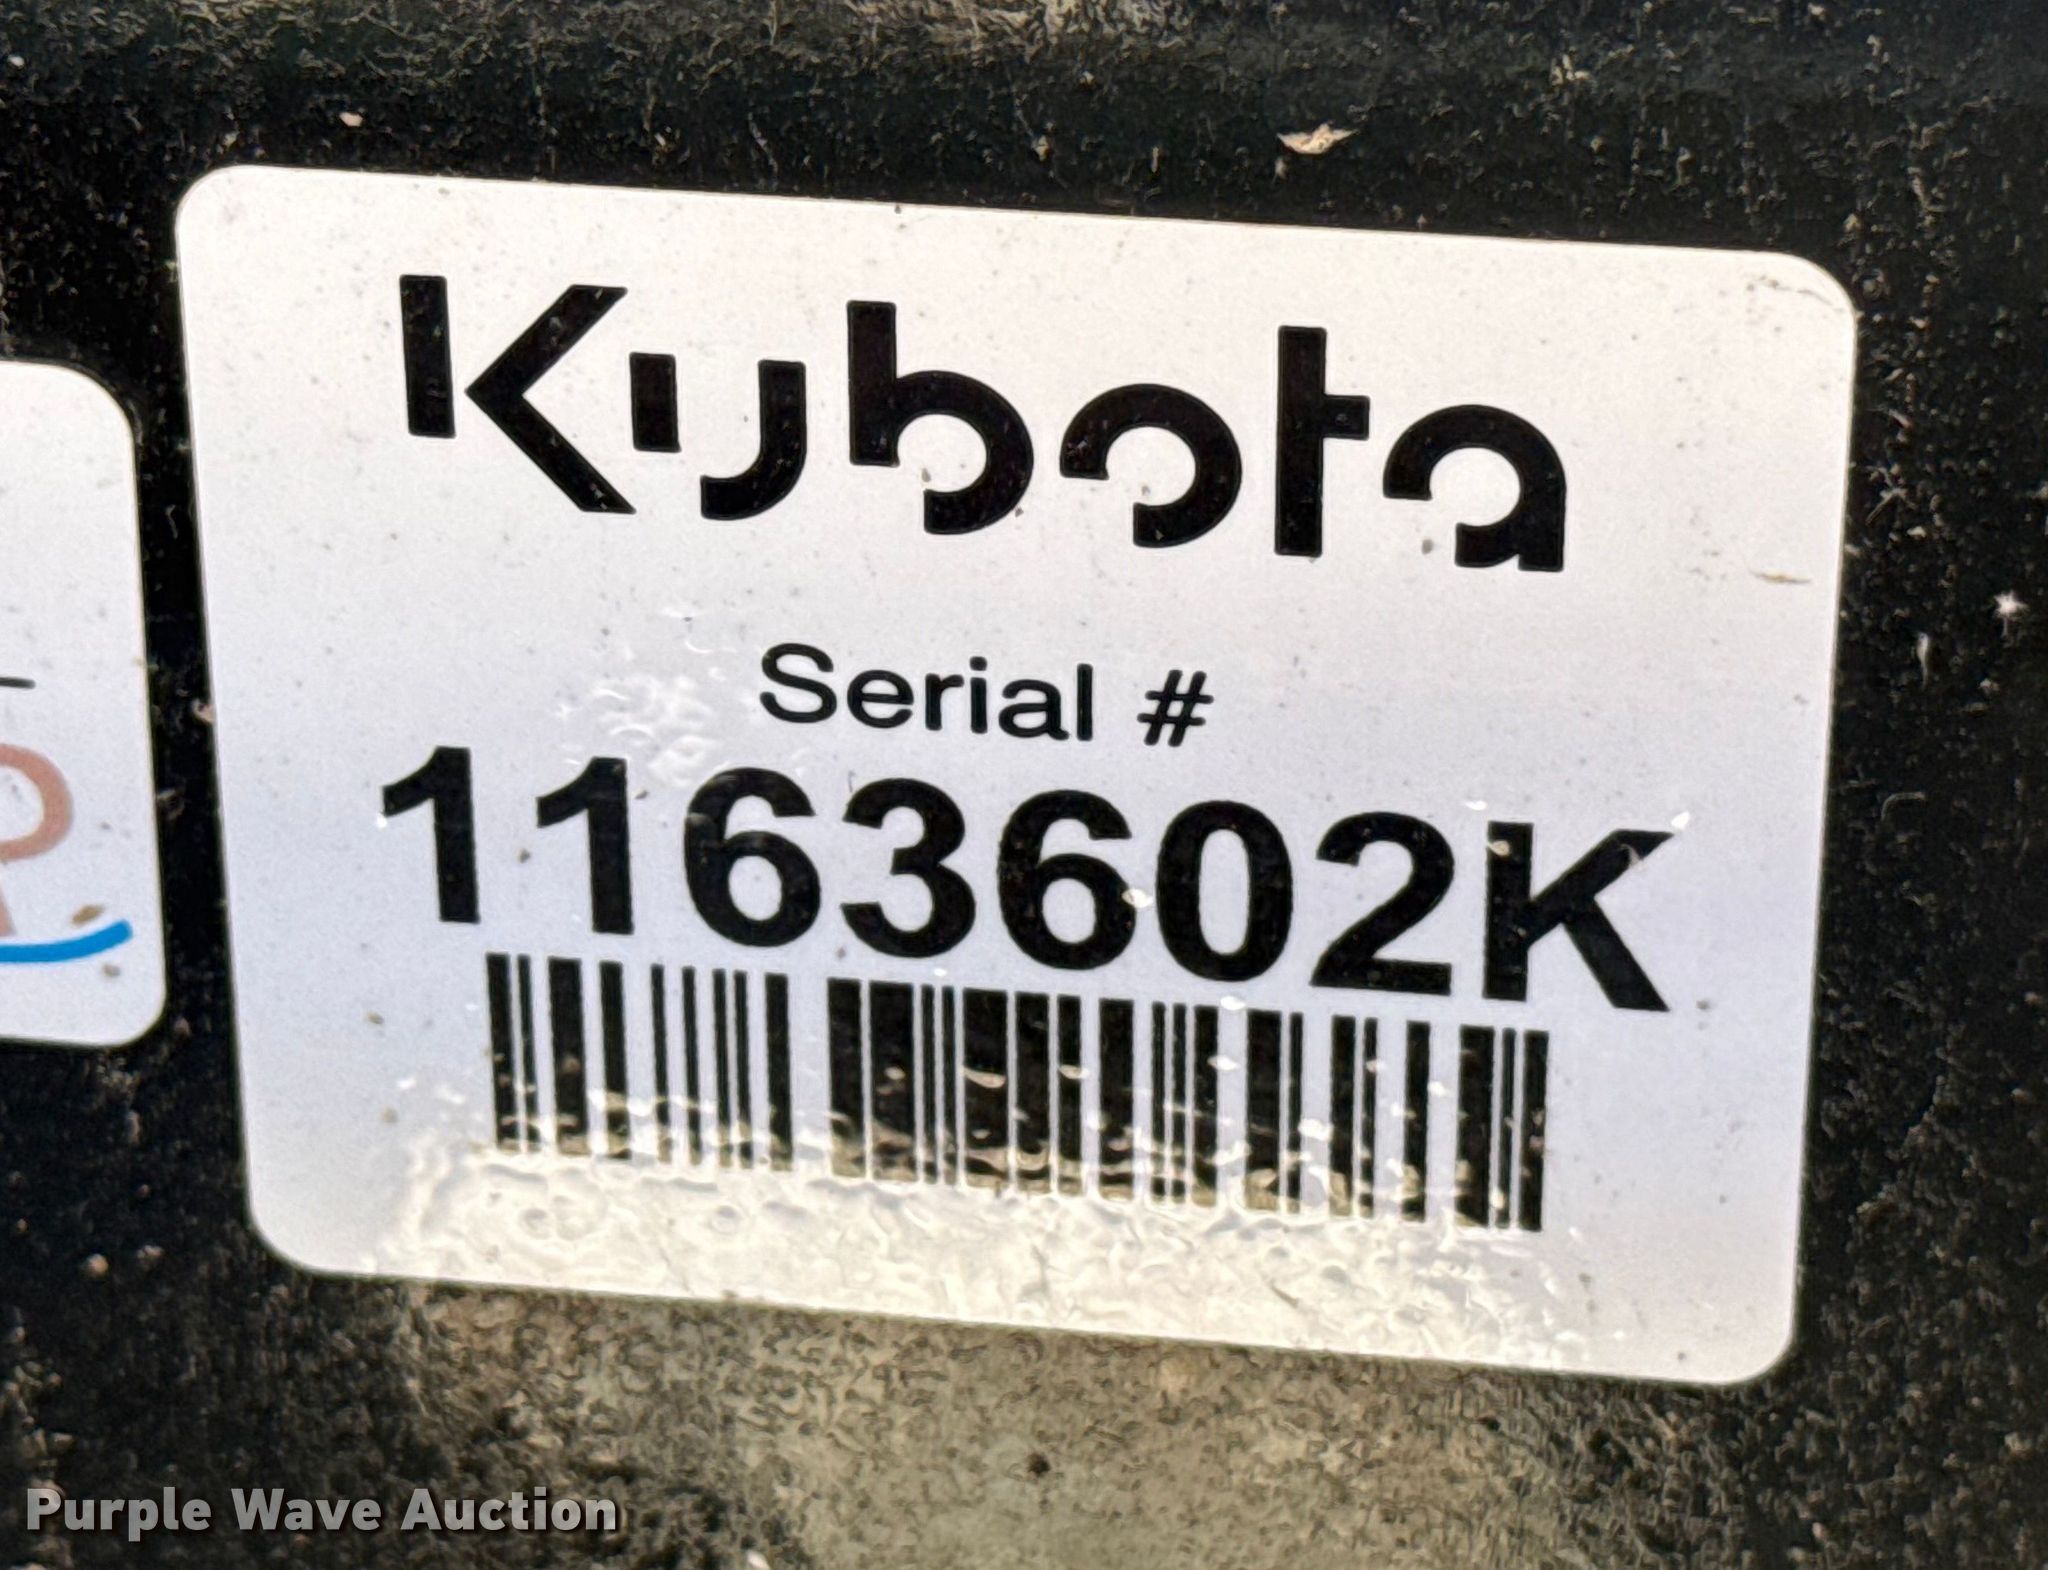 Kubota
Serial #
1163602K
R
Purple Wave Auction